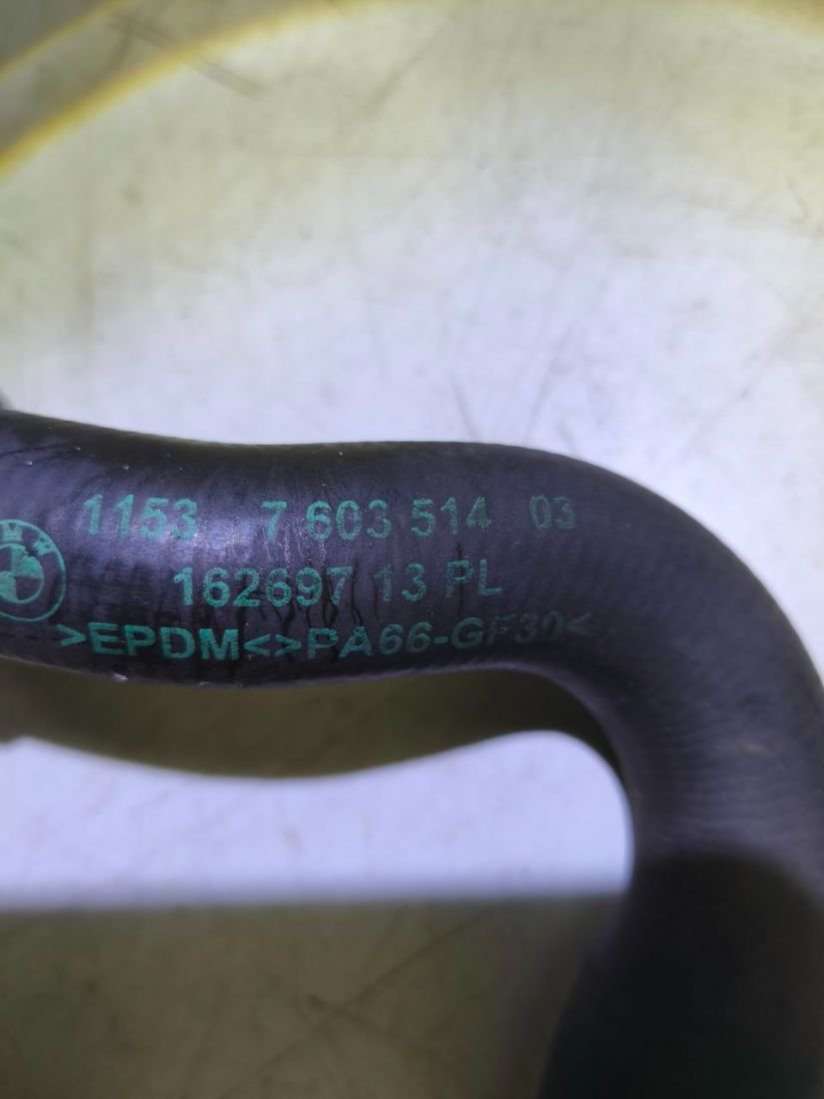 1153 7 603 514 03
162697 13 PL
>EPDM<>PA66-GF30<